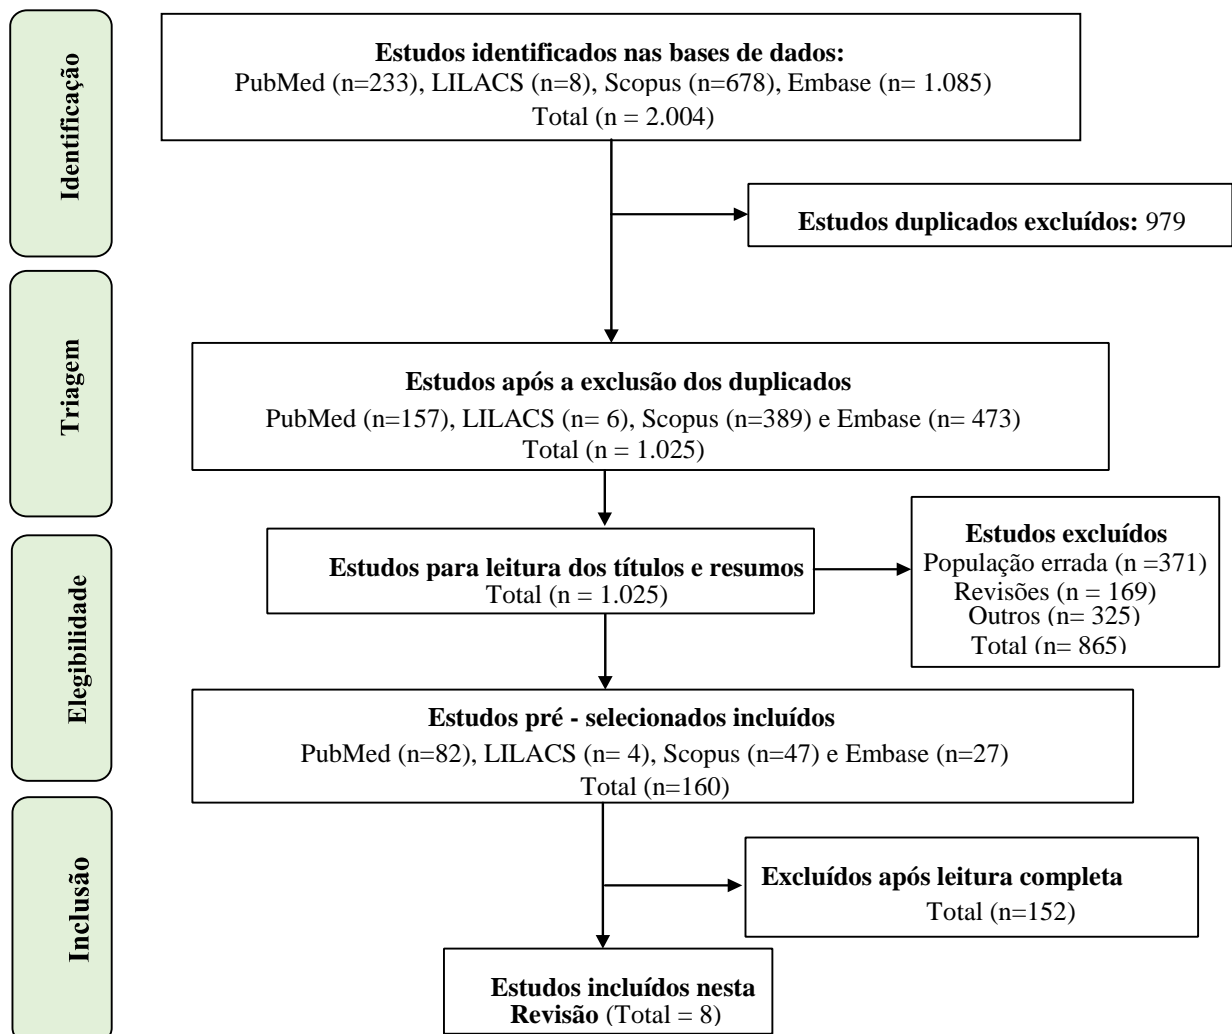 Identificação
Estudos identificados nas bases de dados:
PubMed (n=233), LILACS (n=8), Scopus (n=678), Embase (n= 1.085)
Total (n = 2.004)
Estudos duplicados excluídos: 979
Triagem
Estudos após a exclusão dos duplicados
PubMed (n=157), LILACS (n= 6), Scopus (n=389) e Embase (n= 473)
Total (n = 1.025)
Elegibilidade
Estudos para leitura dos títulos e resumos
Total (n = 1.025)
Estudos excluídos
População errada (n =371)
Revisões (n = 169)
Outros (n= 325)
Total (n= 865)
Estudos pré - selecionados incluídos
PubMed (n=82), LILACS (n= 4), Scopus (n=47) e Embase (n=27)
Total (n=160)
Inclusão
Excluídos após leitura completa
Total (n=152)
Estudos incluídos nesta
Revisão (Total = 8)